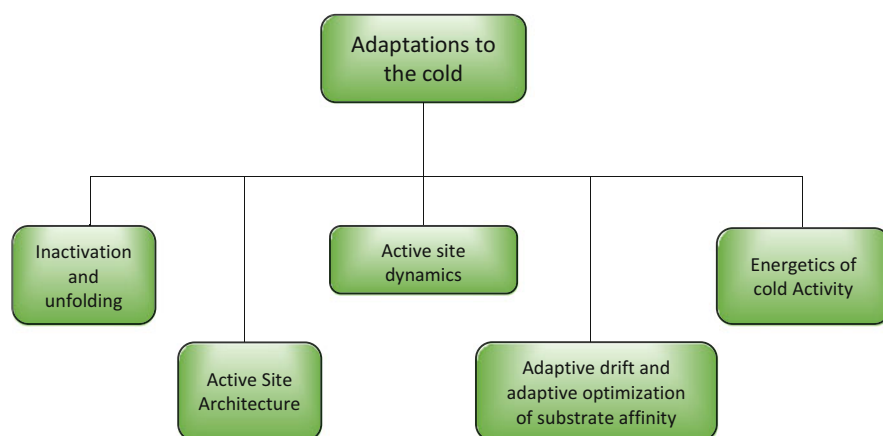 Adaptations to
the cold
Inactivation
and
unfolding
Active Site
Architecture
Active site
dynamics
Adaptive drift and
adaptive optimization
of substrate affinity
Energetics of
cold Activity